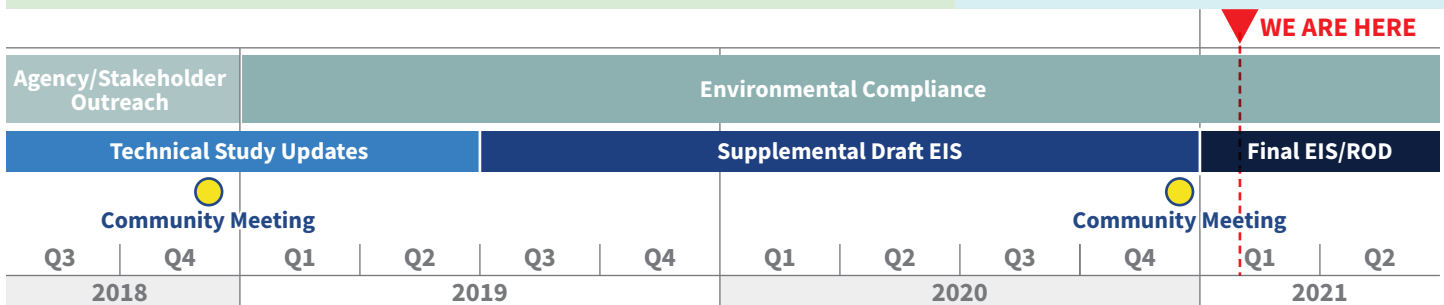 WE ARE HERE
Agency/Stakeholder
Outreach
Environmental Compliance
Technical Study Updates
Supplemental Draft EIS
Final EIS/ROD
Community Meeting
Community Meeting
Q3 Q4 Q1 Q2 Q3 Q4 Q1 Q2 Q3 Q4 Q1 Q2
2018 2019 2020 2021